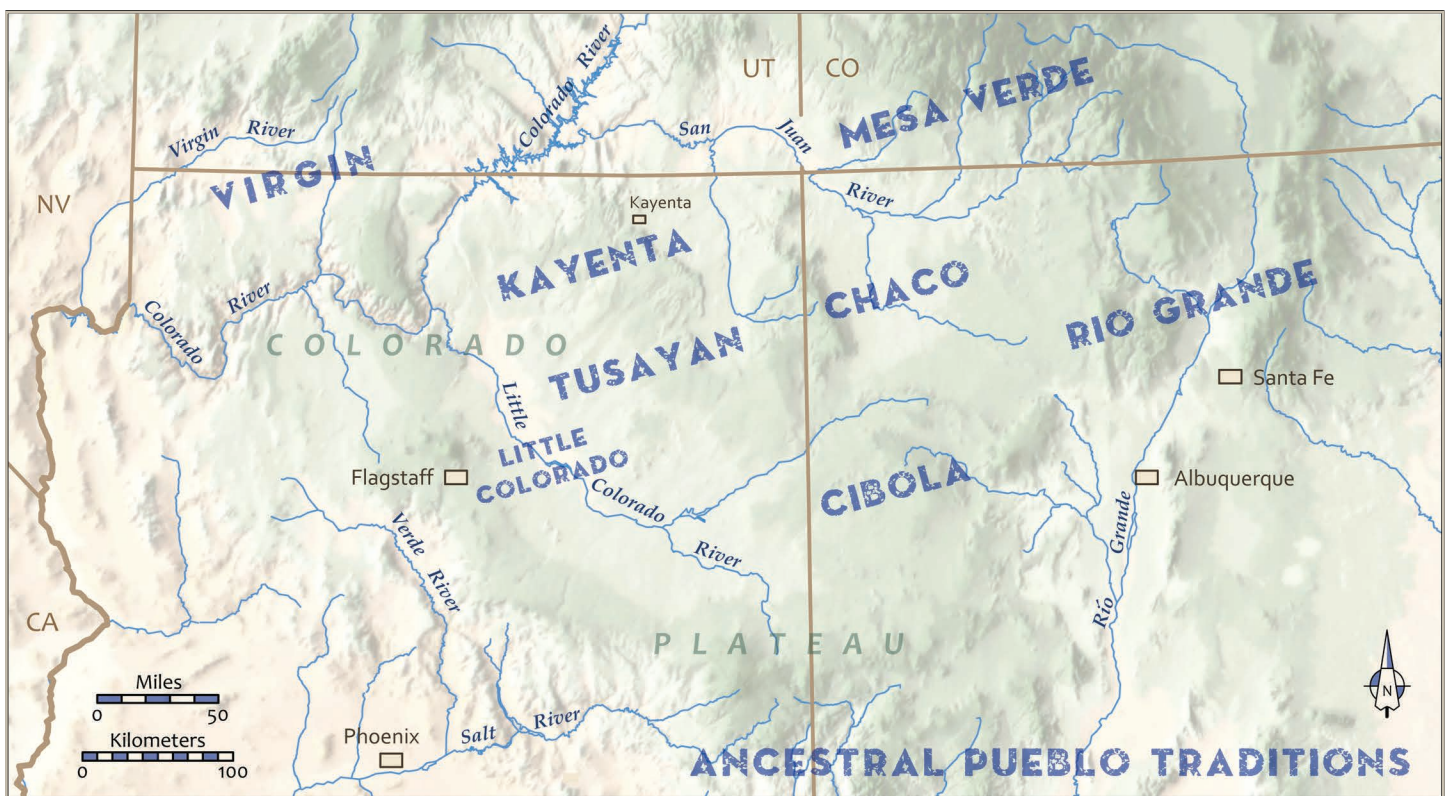 UT
CO
Colorado River
MESA VERDE
Virgin River
San Juan River
VIRGIN
NV
Kayenta
KAYENTA
CHACO
RIO GRANDE
Colorado River
COLORADO
TUSAYAN
Santa Fe
Little Colorado River
LITTLE
COLORADO
Flagstaff
CIBOLA
Albuquerque
Verde River
Río Grande
CA
PLATEAU
Miles
0 50
Kilometers
0 100
N
Phoenix
Salt River
ANCESTRAL PUEBLO TRADITIONS